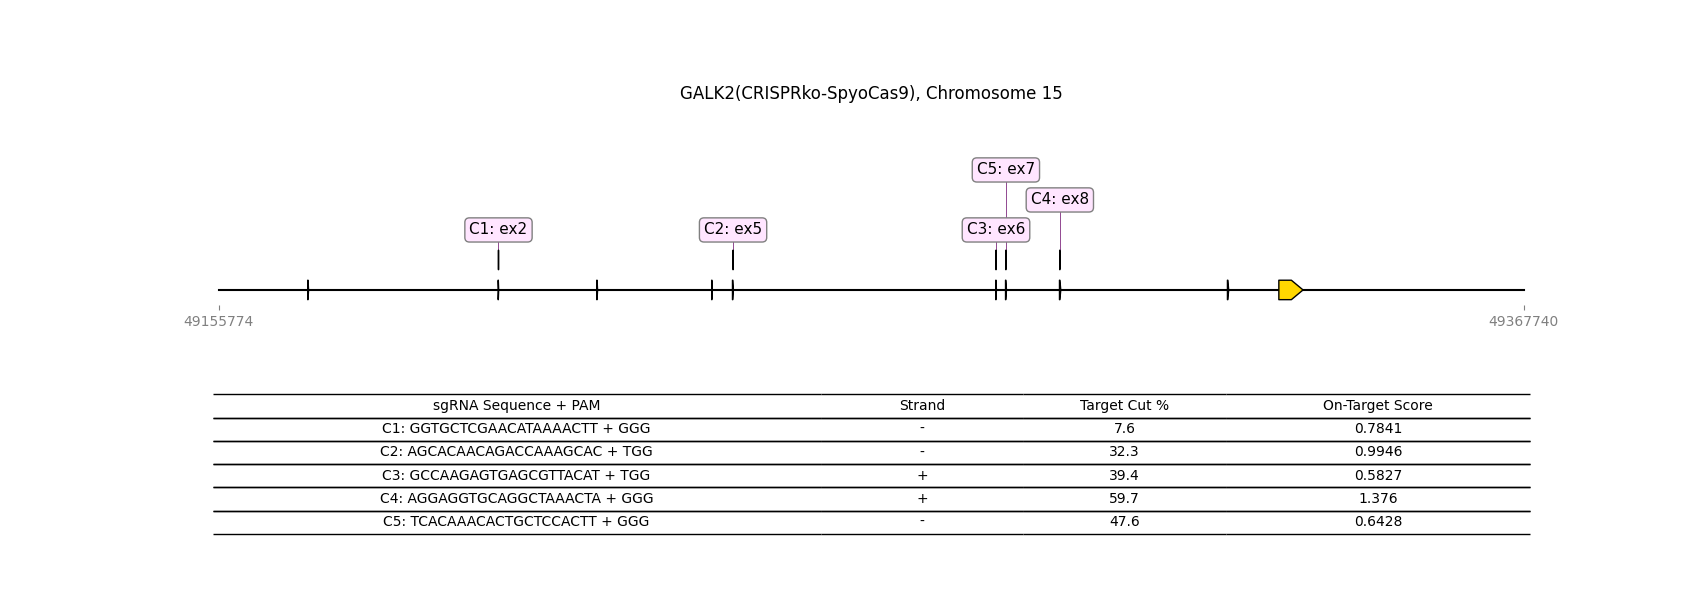 GALK2(CRISPRko-SpyoCas9), Chromosome 15
C5: ex7
C4: ex8
C1: ex2 C2: ex5 C3: ex6
49155774 49367740
sgRNA Sequence + PAM Strand Target Cut % On-Target Score
C1: GGTGCTCGAACATAAAACTT + GGG - 7.6 0.7841
C2: AGCACAACAGACCAAAGCAC + TGG - 32.3 0.9946
C3: GCCAAGAGTGAGCGTTACAT + TGG + 39.4 0.5827
C4: AGGAGGTGCAGGCTAAACTA + GGG + 59.7 1.376
C5: TCACAAACACTGCTCCACTT + GGG - 47.6 0.6428